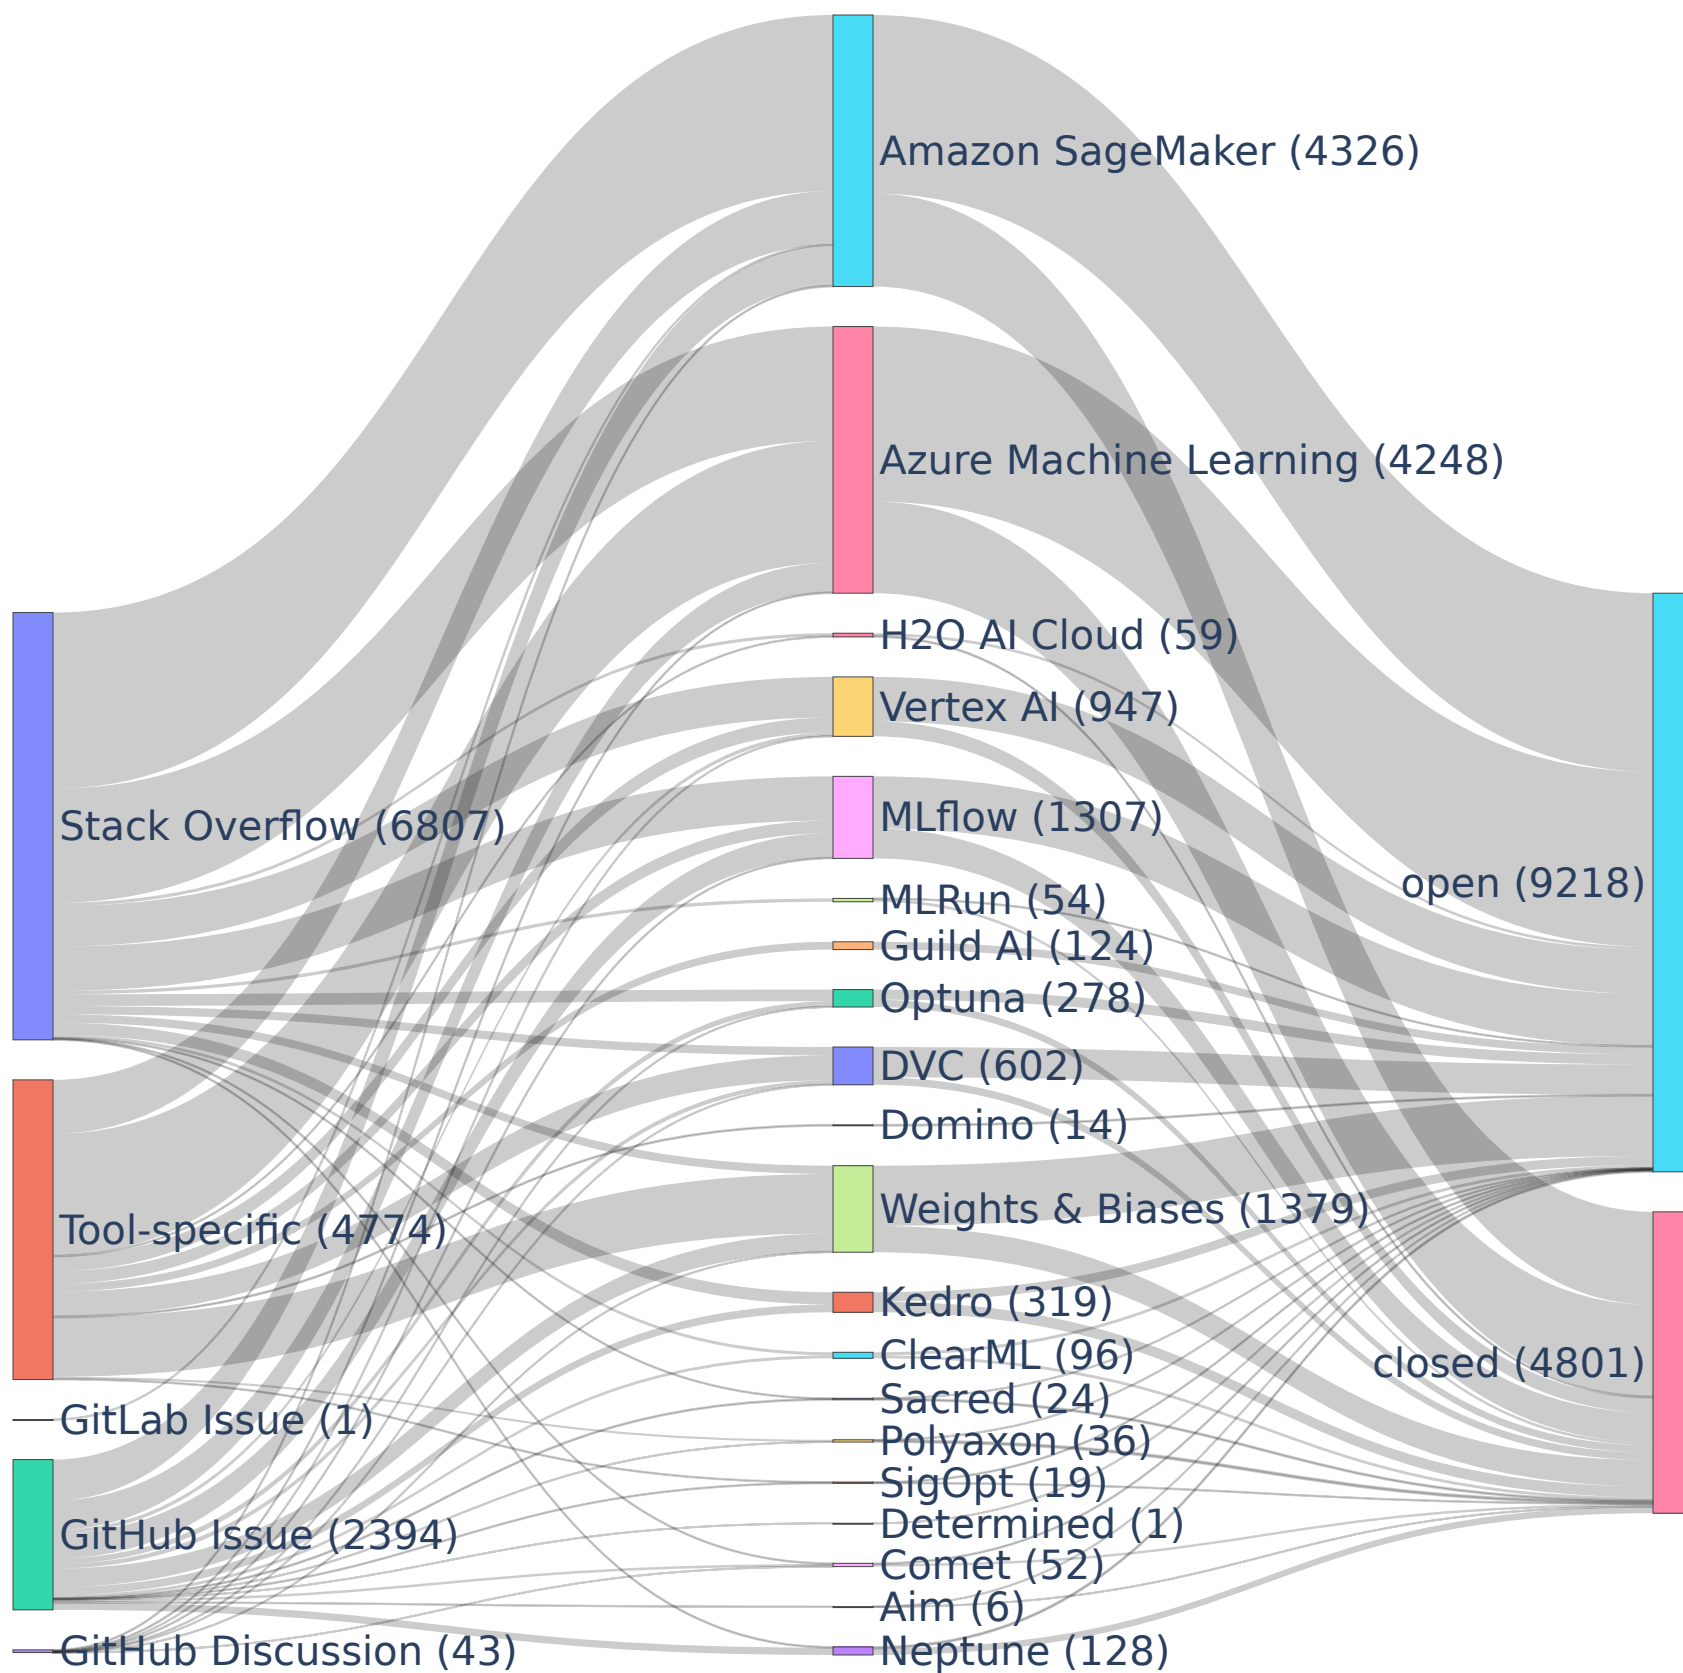 Stack Overflow (6807)
Tool-specific (4774)
GitLab Issue (1)
GitHub Issue (2394)
GitHub Discussion (43)
Amazon SageMaker (4326)
Azure Machine Learning (4248)
H2O AI Cloud (59)
Vertex AI (947)
MLflow (1307)
MLRun (54)
Guild AI (124)
Optuna (278)
DVC (602)
Domino (14)
Weights & Biases (1379)
Kedro (319)
ClearML (96)
Sacred (24)
Polyaxon (36)
SigOpt (19)
Determined (1)
Comet (52)
Aim (6)
Neptune (128)
open (9218)
closed (4801)